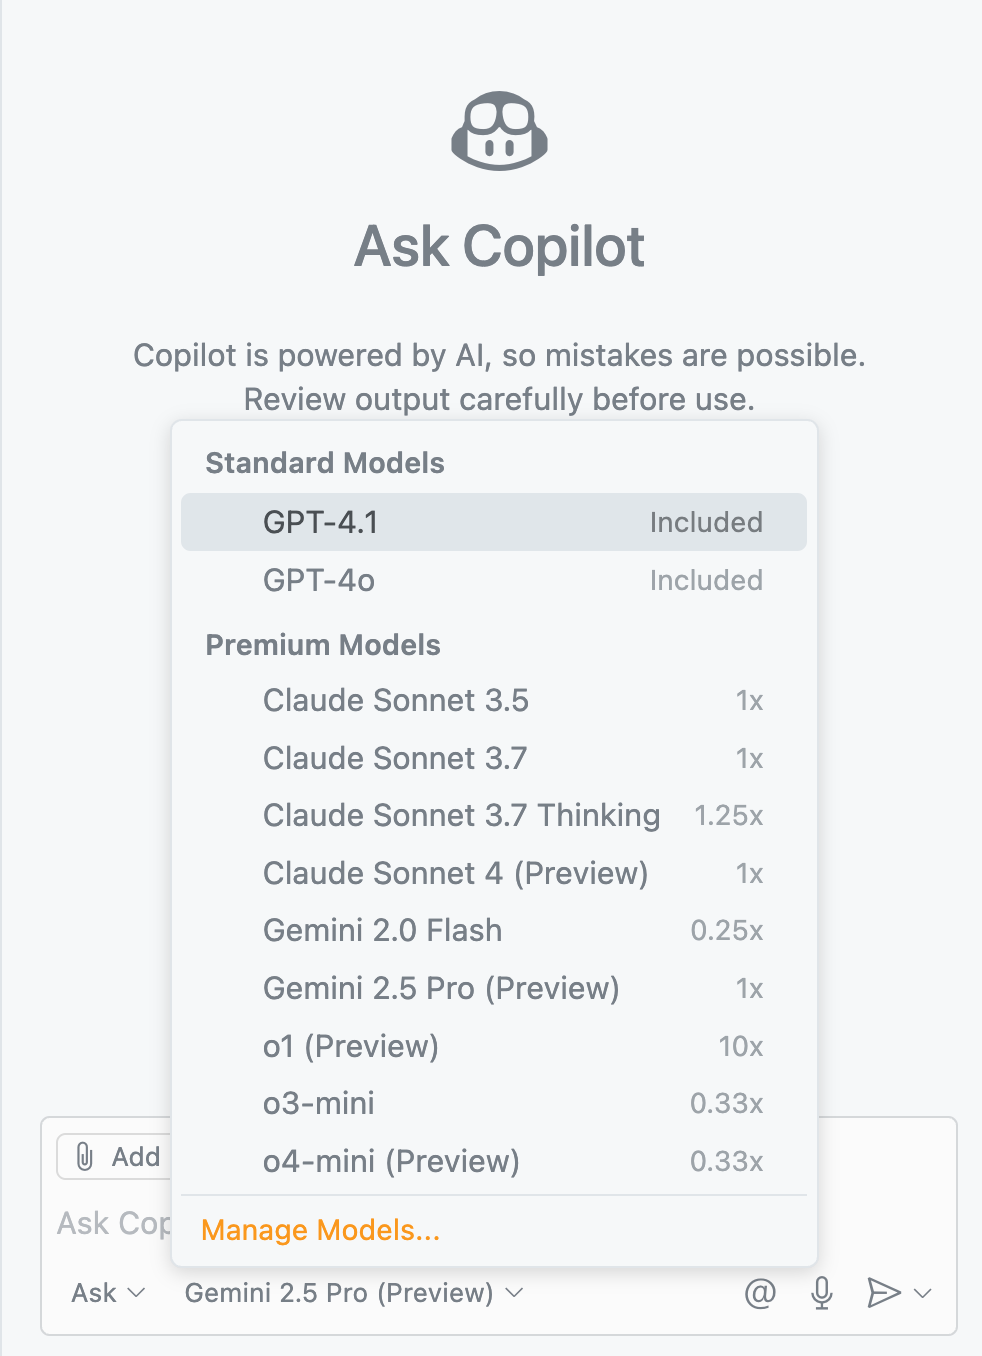 Ask Copilot
Copilot is powered by AI, so mistakes are possible.
Review output carefully before use.
Standard Models
GPT-4.1 Included
GPT-4o Included
Premium Models
Claude Sonnet 3.5 1x
Claude Sonnet 3.7 1x
Claude Sonnet 3.7 Thinking 1.25x
Claude Sonnet 4 (Preview) 1x
Gemini 2.0 Flash 0.25x
Gemini 2.5 Pro (Preview) 1x
o1 (Preview) 10x
o3-mini 0.33x
o4-mini (Preview) 0.33x
Manage Models...
Add
Ask Cop
Ask Gemini 2.5 Pro (Preview) @